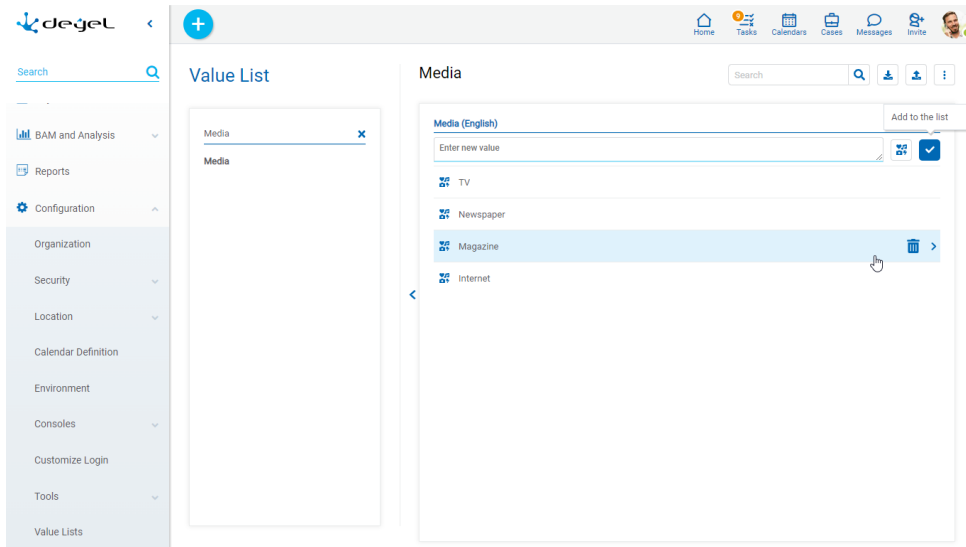 deyel
Home
9
Tasks
Calendars
Cases
Messages
Invite
Search
BAM and Analysis
Reports
Configuration
Organization
Security
Location
Calendar Definition
Environment
Consoles
Customize Login
Tools
Value Lists
Value List
Media
Media
Media
Search
Add to the list
Media (English)
Enter new value
TV
Newspaper
Magazine
Internet